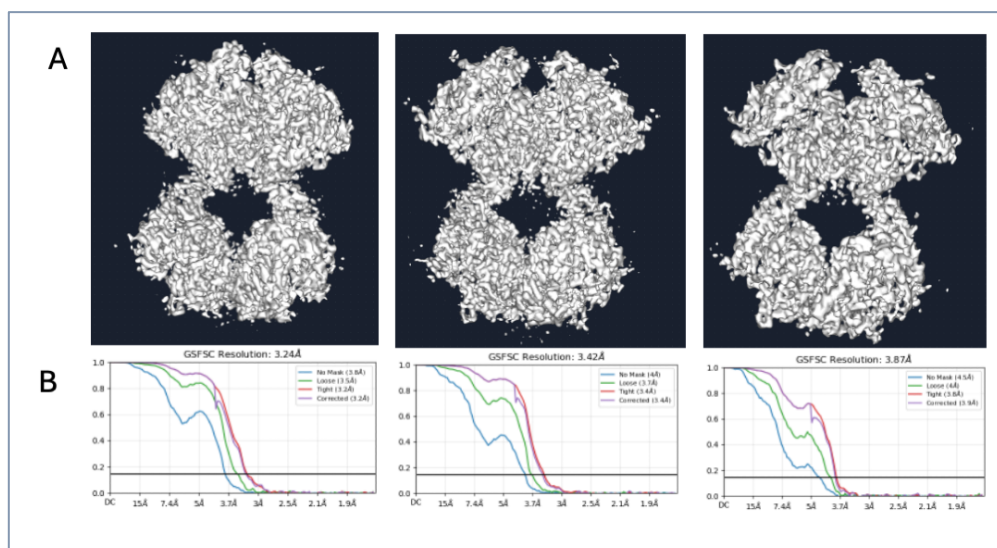 A
B
GSFSC Resolution: 3.24Å
No Mask (3.8Å)
Loose (3.5Å)
Tight (3.2Å)
Corrected (3.2Å)
1.0
0.8
0.6
0.4
0.2
0.0
DC 15Å 7.4Å 5Å 3.7Å 3Å 2.5Å 2.1Å 1.9Å
GSFSC Resolution: 3.42Å
No Mask (4Å)
Loose (3.7Å)
Tight (3.4Å)
Corrected (3.4Å)
1.0
0.8
0.6
0.4
0.2
0.0
DC 15Å 7.4Å 5Å 3.7Å 3Å 2.5Å 2.1Å 1.9Å
GSFSC Resolution: 3.87Å
No Mask (4.5Å)
Loose (4Å)
Tight (3.8Å)
Corrected (3.9Å)
1.0
0.8
0.6
0.4
0.2
0.0
DC 15Å 7.4Å 5Å 3.7Å 3Å 2.5Å 2.1Å 1.9Å